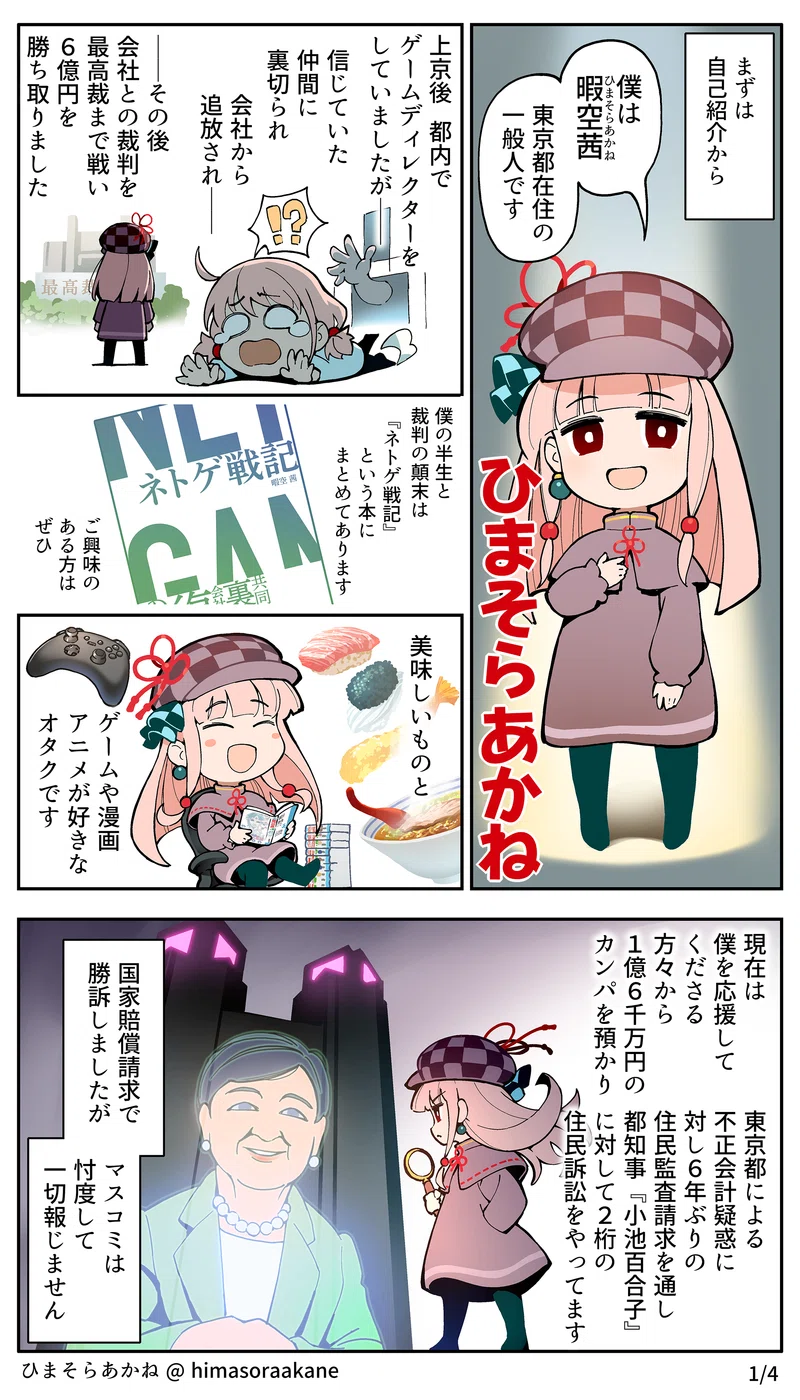 まずは
自己紹介から
僕は
暇空茜
ひまそらあかね
東京都在住の
一般人です
ひまそらあかね
上京後　都内で
ゲームディレクターを
していましたが——
信じていた
仲間に
裏切られ
会社から
追放され——
!?
——その後
会社との裁判を
最高裁まで戦い
６億円を
勝ち取りました
最高裁
僕の半生と
裁判の顛末は
『ネトゲ戦記』
という本に
まとめてあります
NET
ネトゲ戦記
暇空 茜
GAM
共同
会社
裏
ご興味の
ある方は
ぜひ
美味しいものと
ゲームや漫画
アニメが好きな
オタクです
現在は
僕を応援して
くださる
方々から
１億６千万円の
カンパを預かり
東京都による
不正会計疑惑に
対し６年ぶりの
住民監査請求を通し
都知事『小池百合子』
に対して２桁の
住民訴訟をやってます
国家賠償請求で
勝訴しましたが
マスコミは
忖度して
一切報じません
ひまそらあかね @ himasoraakane
1/4